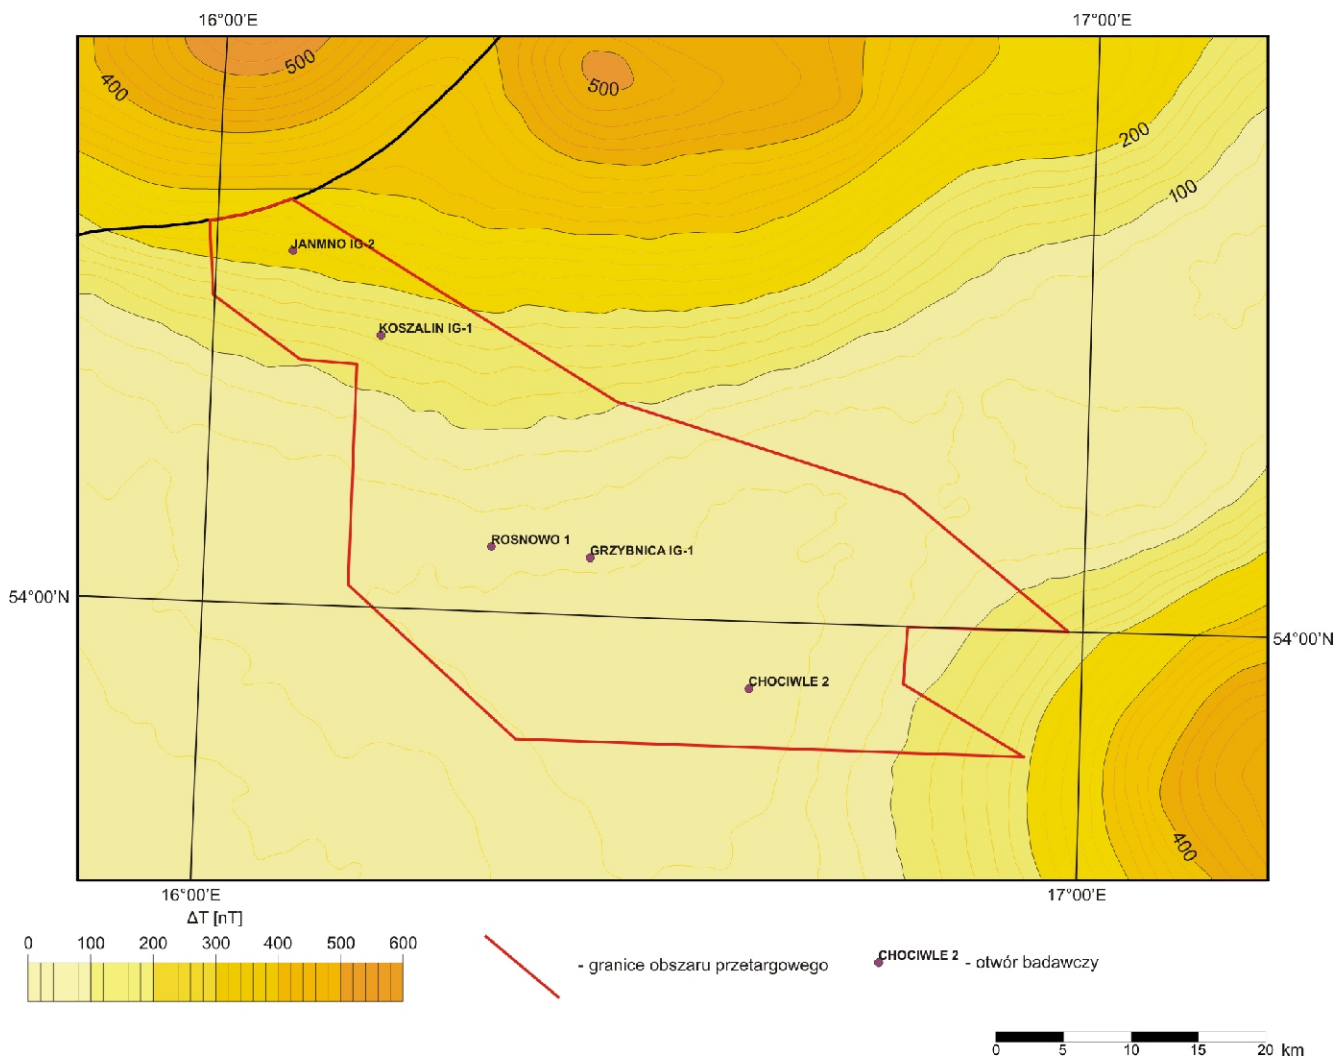 16°00'E 17°00'E
500
400
500
200
100
JANMNO IG-2
KOSZALIN IG-1
ROSNOWO 1
GRZYBNICA IG-1
54°00'N
54°00'N
CHOCIWLE 2
400
16°00'E 17°00'E
ΔT [nT]
0 100 200 300 400 500 600
- granice obszaru przetargowego
CHOCIWLE 2 - otwór badawczy
0 5 10 15 20 km